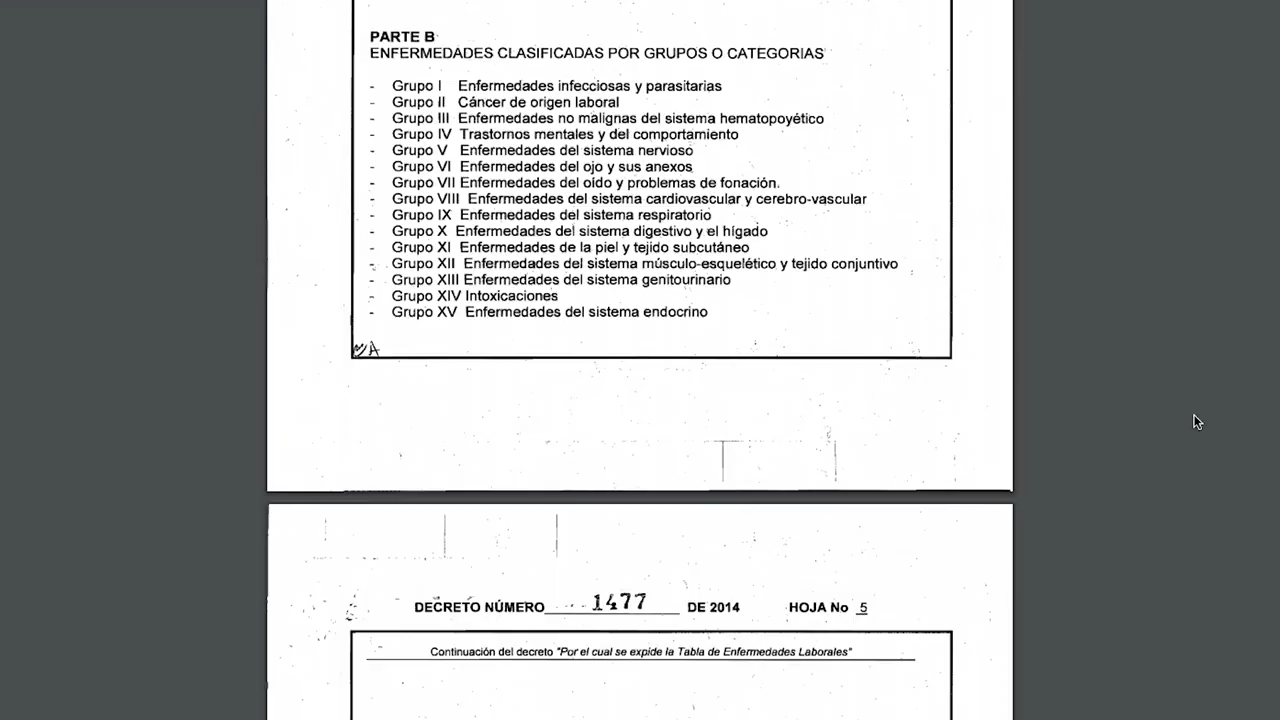 PARTE B
ENFERMEDADES CLASIFICADAS POR GRUPOS O CATEGORIAS
- Grupo I Enfermedades infecciosas y parasitarias
- Grupo II Cáncer de origen laboral
- Grupo III Enfermedades no malignas del sistema hematopoyético
- Grupo IV Trastornos mentales y del comportamiento
- Grupo V Enfermedades del sistema nervioso
- Grupo VI Enfermedades del ojo y sus anexos
- Grupo VII Enfermedades del oído y problemas de fonación.
- Grupo VIII Enfermedades del sistema cardiovascular y cerebro-vascular
- Grupo IX Enfermedades del sistema respiratorio
- Grupo X Enfermedades del sistema digestivo y el hígado
- Grupo XI Enfermedades de la piel y tejido subcutáneo
- Grupo XII Enfermedades del sistema músculo-esquelético y tejido conjuntivo
- Grupo XIII Enfermedades del sistema genitourinario
- Grupo XIV Intoxicaciones
- Grupo XV Enfermedades del sistema endocrino
DECRETO NÚMERO 1477 DE 2014 HOJA No 5
Continuación del decreto "Por el cual se expide la Tabla de Enfermedades Laborales"